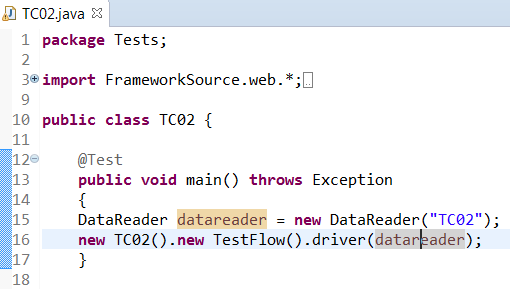 TC02.java
1 package Tests;
2
3 import FrameworkSource.web.*;
9
10 public class TC02 {
11
12 @Test
13 public void main() throws Exception
14 {
15 DataReader datareader = new DataReader("TC02");
16 new TC02().new TestFlow().driver(datareader);
17 }
18